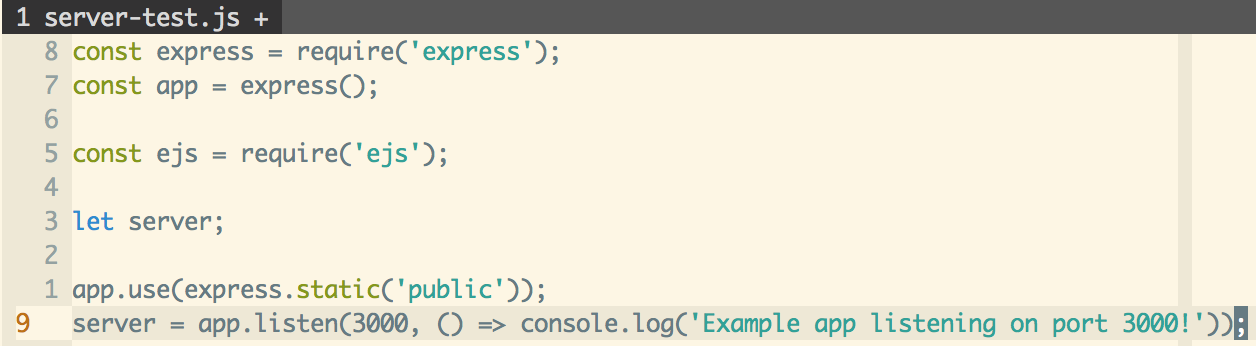 1 server-test.js +
8 const express = require('express');
7 const app = express();
6
5 const ejs = require('ejs');
4
3 let server;
2
1 app.use(express.static('public'));
9 server = app.listen(3000, () => console.log('Example app listening on port 3000!'));